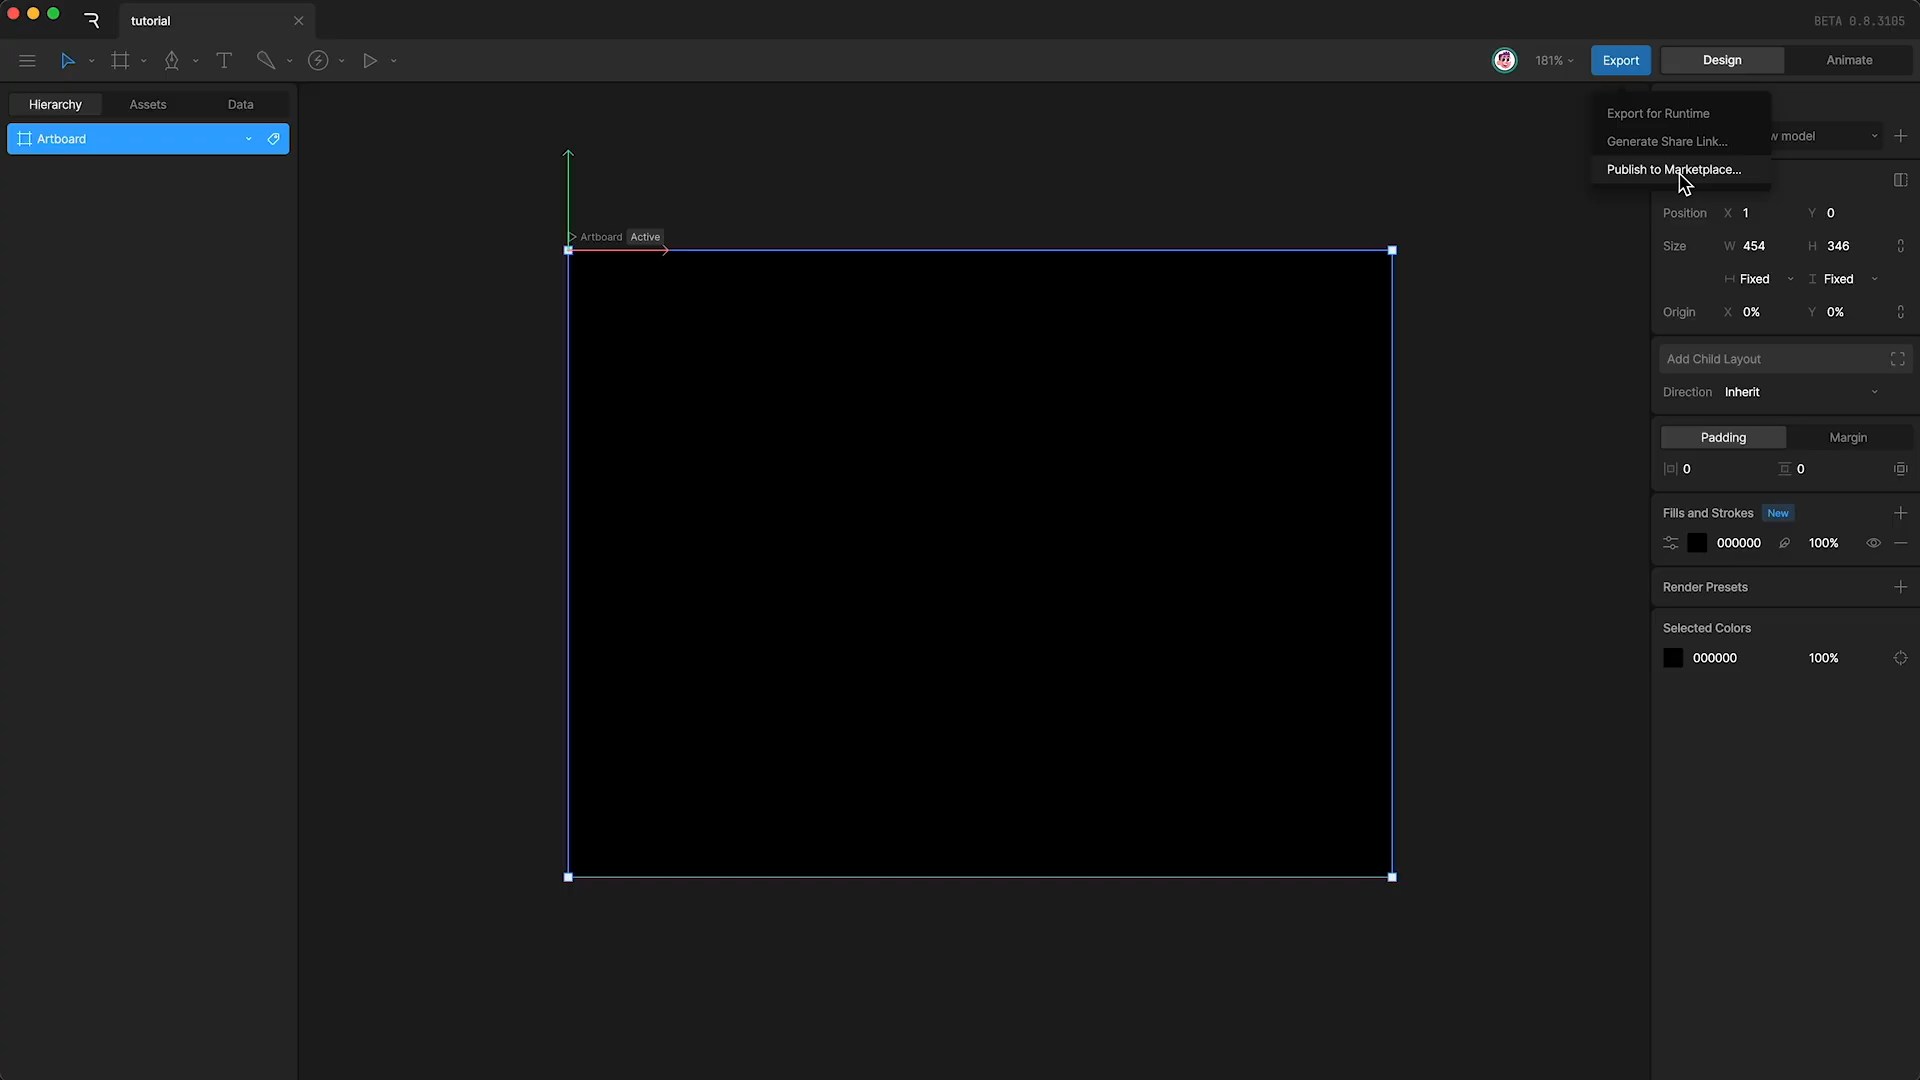 tutorial
BETA 0.8.3105
181%
Export
Design
Animate
Hierarchy
Assets
Data
Export for Runtime
Generate Share Link...
Publish to Marketplace...
w model
Artboard
Position X 1 Y 0
Artboard Active
Size W 454 H 346
Fixed Fixed
Origin X 0% Y 0%
Add Child Layout
Direction Inherit
Padding
Margin
0 0
Fills and Strokes New
000000 100%
Render Presets
Selected Colors
000000 100%